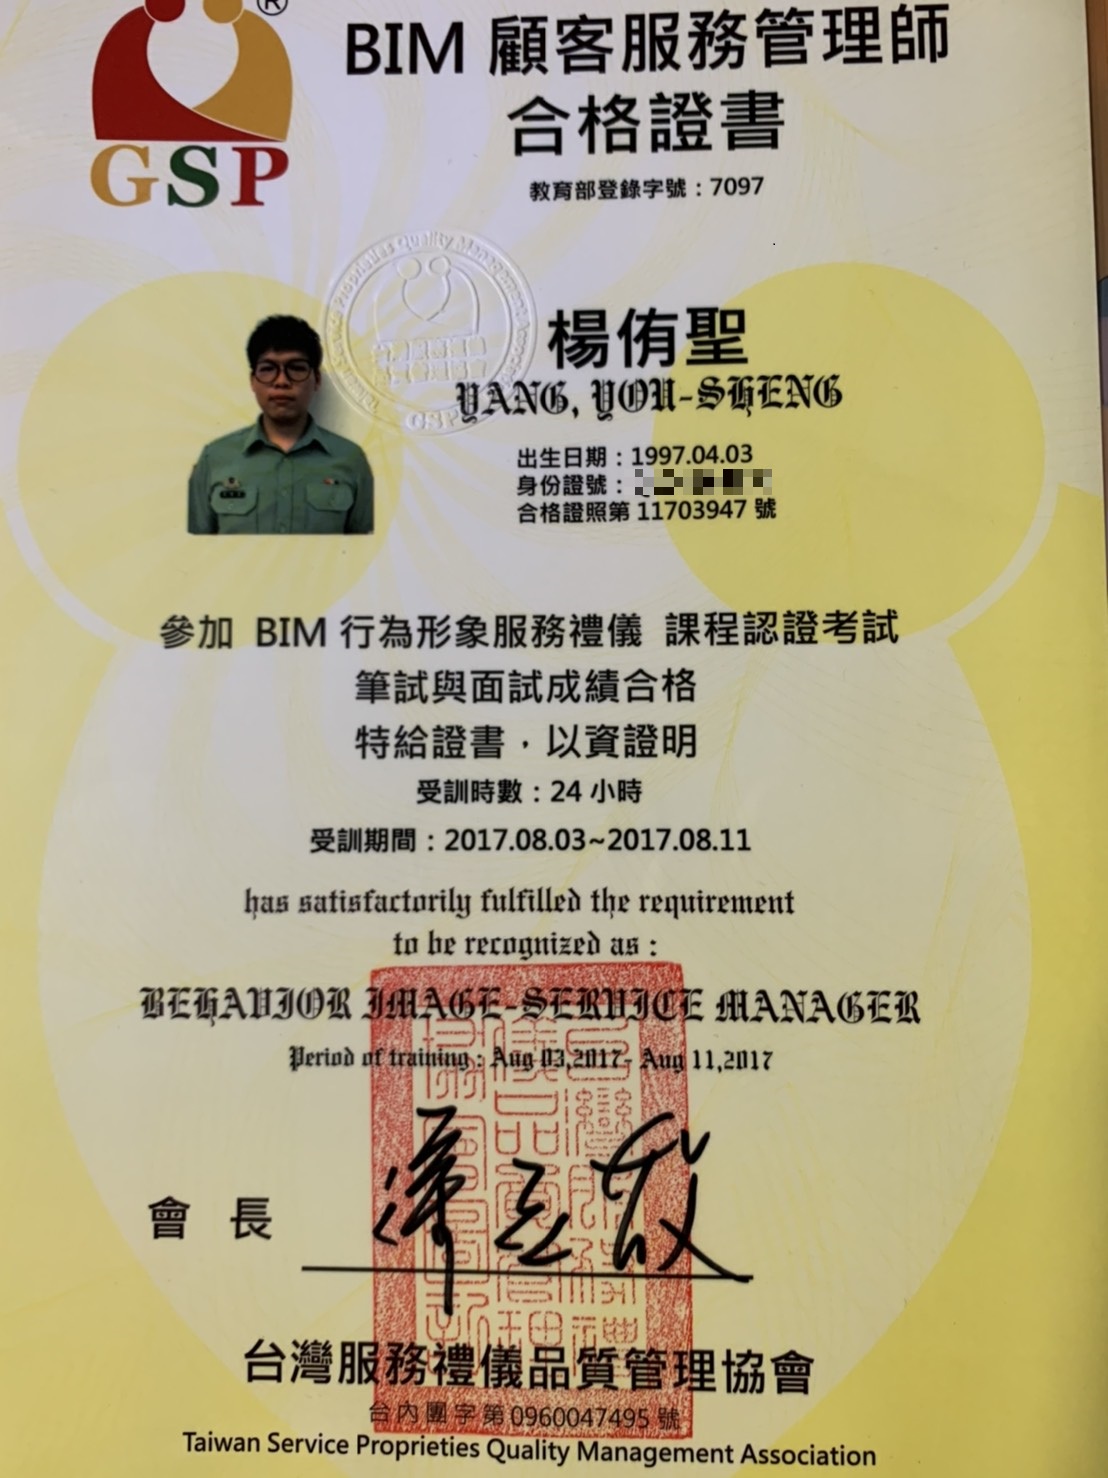 ®
GSP
BIM 顧客服務管理師
合格證書
教育部登錄字號：7097
楊侑聖
YANG, YOU-SHENG
出生日期：1997.04.03
身份證號：
合格證照第 11703947 號
參加 BIM 行為形象服務禮儀 課程認證考試
筆試與面試成績合格
特給證書，以資證明
受訓時數：24 小時
受訓期間：2017.08.03~2017.08.11
has satisfactorily fulfilled the requirement
to be recognized as :
BEHAVIOR IMAGE-SERVICE MANAGER
Period of training : Aug 03,2017- Aug 11,2017
會 長
台灣服務禮儀品質管理協會
台內團字第 0960047495 號
Taiwan Service Proprieties Quality Management Association